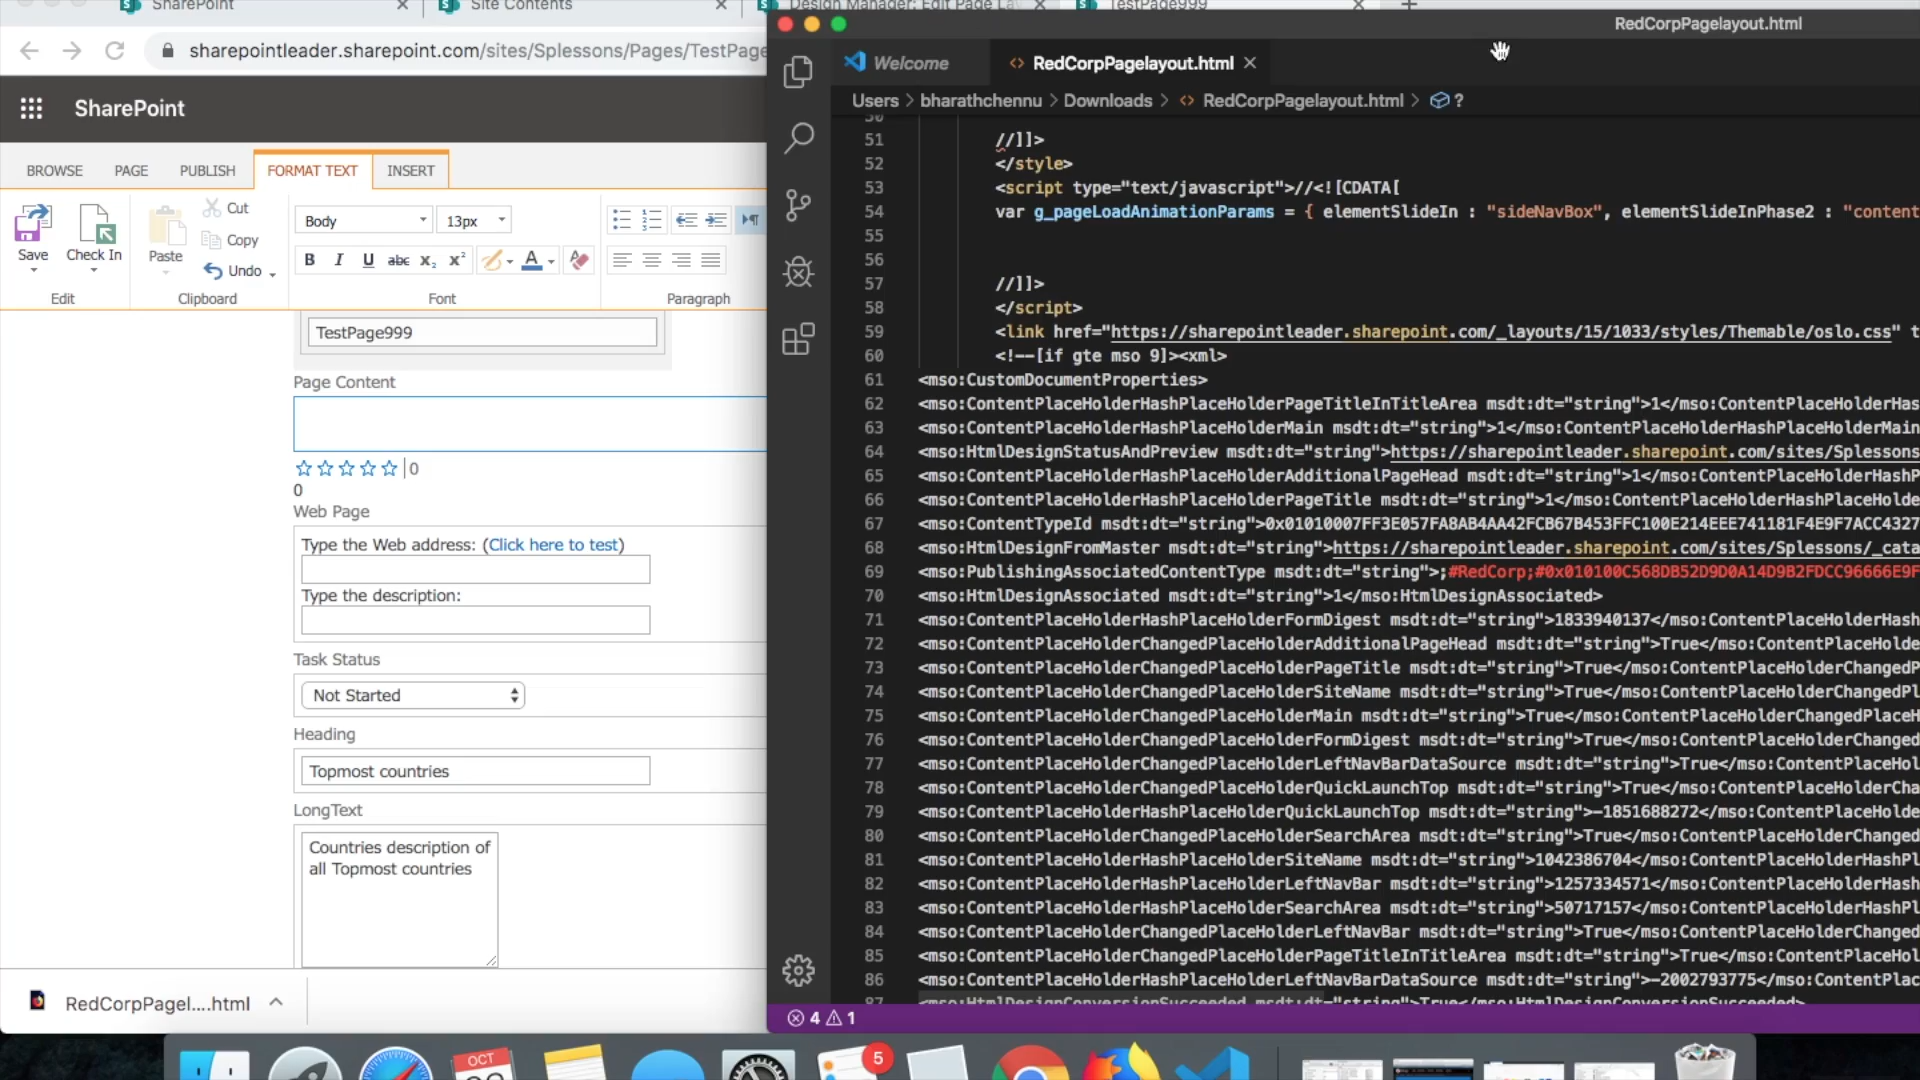 SharePoint
Site Contents
Design Manager: Edit Page La
TestPage999
RedCorpPagelayout.html
sharepointleader.sharepoint.com/sites/Splessons/Pages/TestPage
Welcome
RedCorpPagelayout.html
SharePoint
Users > bharathchennu > Downloads > RedCorpPagelayout.html > ?
BROWSE PAGE PUBLISH FORMAT TEXT INSERT
Save
Check In
Paste
Cut
Copy
Undo
Body
13px
B I U abc x₂ x² A
Edit
Clipboard
Font
Paragraph
TestPage999
Page Content
0
0
Web Page
Type the Web address: (Click here to test)
Type the description:
Task Status
Not Started
Heading
Topmost countries
LongText
Countries description of
all Topmost countries
RedCorpPagel....html
50
51 //]]>
52 </style>
53 <script type="text/javascript">//<![CDATA[
54 var g_pageLoadAnimationParams = { elementSlideIn : "sideNavBox", elementSlideInPhase2 : "content
55
56
57 //]]>
58 </script>
59 <link href="https://sharepointleader.sharepoint.com/_layouts/15/1033/styles/Themable/oslo.css" t
60 <!--[if gte mso 9]><xml>
61 <mso:CustomDocumentProperties>
62 <mso:ContentPlaceHolderHashPlaceHolderPageTitleInTitleArea msdt:dt="string">1</mso:ContentPlaceHolderHas
63 <mso:ContentPlaceHolderHashPlaceHolderMain msdt:dt="string">1</mso:ContentPlaceHolderHashPlaceHolderMain
64 <mso:HtmlDesignStatusAndPreview msdt:dt="string">https://sharepointleader.sharepoint.com/sites/Splessons
65 <mso:ContentPlaceHolderHashPlaceHolderAdditionalPageHead msdt:dt="string">1</mso:ContentPlaceHolderHashP
66 <mso:ContentPlaceHolderHashPlaceHolderPageTitle msdt:dt="string">1</mso:ContentPlaceHolderHashPlaceHolde
67 <mso:ContentTypeId msdt:dt="string">0x01010007FF3E057FA8AB4AA42FCB67B453FFC100E214EEE741181F4E9F7ACC4327
68 <mso:HtmlDesignFromMaster msdt:dt="string">https://sharepointleader.sharepoint.com/sites/Splessons/_cata
69 <mso:PublishingAssociatedContentType msdt:dt="string">;#RedCorp;#0x010100C568DB52D9D0A14D9B2FDCC96666E9F
70 <mso:HtmlDesignAssociated msdt:dt="string">1</mso:HtmlDesignAssociated>
71 <mso:ContentPlaceHolderHashPlaceHolderFormDigest msdt:dt="string">1833940137</mso:ContentPlaceHolderHash
72 <mso:ContentPlaceHolderChangedPlaceHolderAdditionalPageHead msdt:dt="string">True</mso:ContentPlaceHolde
73 <mso:ContentPlaceHolderChangedPlaceHolderPageTitle msdt:dt="string">True</mso:ContentPlaceHolderChangedP
74 <mso:ContentPlaceHolderChangedPlaceHolderSiteName msdt:dt="string">True</mso:ContentPlaceHolderChangedPl
75 <mso:ContentPlaceHolderChangedPlaceHolderMain msdt:dt="string">True</mso:ContentPlaceHolderChangedPlaceH
76 <mso:ContentPlaceHolderChangedPlaceHolderFormDigest msdt:dt="string">True</mso:ContentPlaceHolderChanged
77 <mso:ContentPlaceHolderChangedPlaceHolderLeftNavBarDataSource msdt:dt="string">True</mso:ContentPlaceHol
78 <mso:ContentPlaceHolderChangedPlaceHolderQuickLaunchTop msdt:dt="string">True</mso:ContentPlaceHolderCha
79 <mso:ContentPlaceHolderHashPlaceHolderQuickLaunchTop msdt:dt="string">-1851688272</mso:ContentPlaceHolde
80 <mso:ContentPlaceHolderChangedPlaceHolderSearchArea msdt:dt="string">True</mso:ContentPlaceHolderChanged
81 <mso:ContentPlaceHolderHashPlaceHolderSiteName msdt:dt="string">1042386704</mso:ContentPlaceHolderHashPl
82 <mso:ContentPlaceHolderHashPlaceHolderLeftNavBar msdt:dt="string">1257334571</mso:ContentPlaceHolderHash
83 <mso:ContentPlaceHolderHashPlaceHolderSearchArea msdt:dt="string">50717157</mso:ContentPlaceHolderHashPl
84 <mso:ContentPlaceHolderChangedPlaceHolderLeftNavBar msdt:dt="string">True</mso:ContentPlaceHolderChanged
85 <mso:ContentPlaceHolderChangedPlaceHolderPageTitleInTitleArea msdt:dt="string">True</mso:ContentPlaceHol
86 <mso:ContentPlaceHolderHashPlaceHolderLeftNavBarDataSource msdt:dt="string">-2002793775</mso:ContentPlac
87 <mso:HtmlDesignConversionSucceeded msdt:dt="string">True</mso:HtmlDesignConversionSucceeded>
4 1
OCT
5